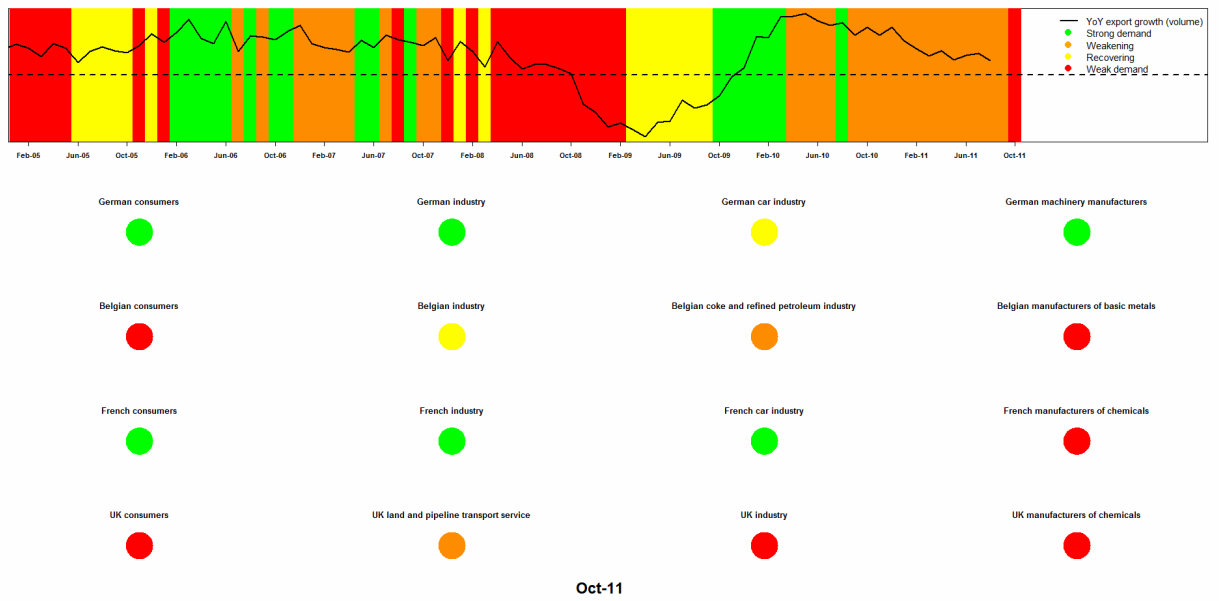 YoY export growth (volume)
Strong demand
Weakening
Recovering
Weak demand
Feb-05 Jun-05 Oct-05 Feb-06 Jun-06 Oct-06 Feb-07 Jun-07 Oct-07 Feb-08 Jun-08 Oct-08 Feb-09 Jun-09 Oct-09 Feb-10 Jun-10 Oct-10 Feb-11 Jun-11 Oct-11
German consumers German industry German car industry German machinery manufacturers
Belgian consumers Belgian industry Belgian coke and refined petroleum industry Belgian manufacturers of basic metals
French consumers French industry French car industry French manufacturers of chemicals
UK consumers UK land and pipeline transport service UK industry UK manufacturers of chemicals
Oct-11